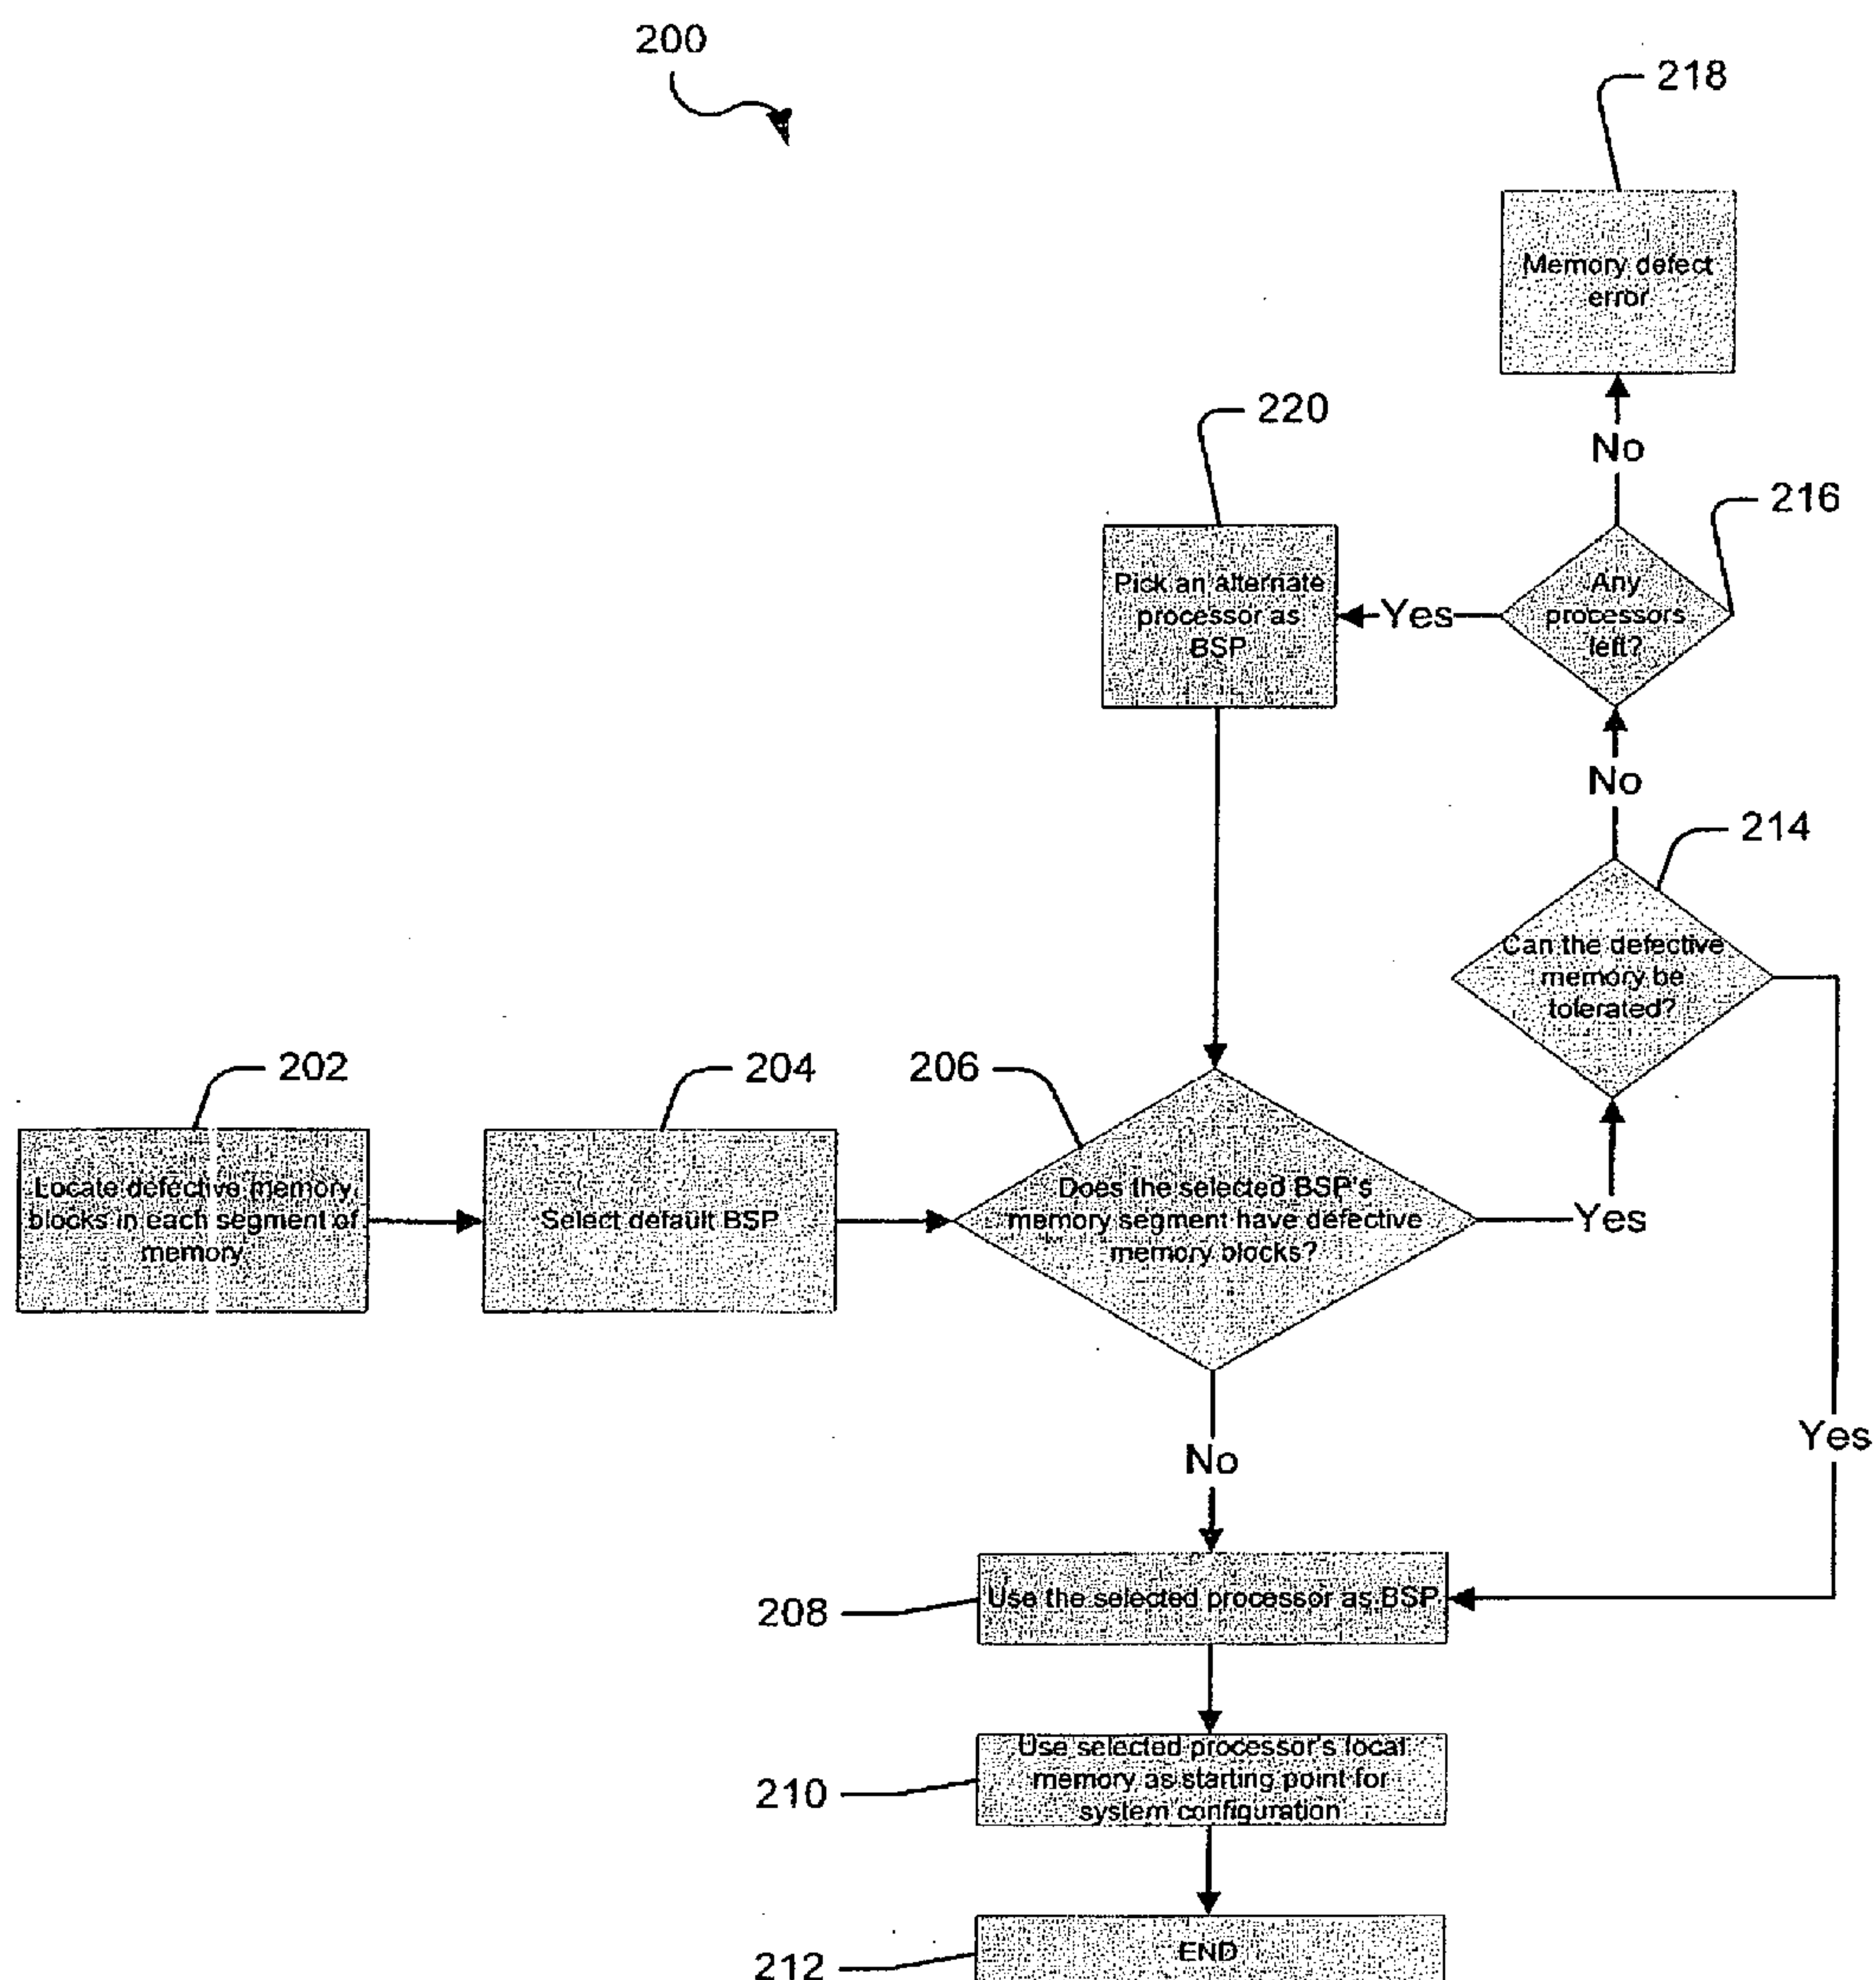 200
218
Memory defect
error
220
No
216
Pick an alternate
processor as
BSP
Yes
Any
processors
left?
No
214
Can the defective
memory be
tolerated?
202
204
206
Locate defective memory
blocks in each segment of
memory
Select default BSP
Does the selected BSP's
memory segment have defective
memory blocks?
Yes
Yes
No
208
Use the selected processor as BSP
210
Use selected processor's local
memory as starting point for
system configuration
212
END